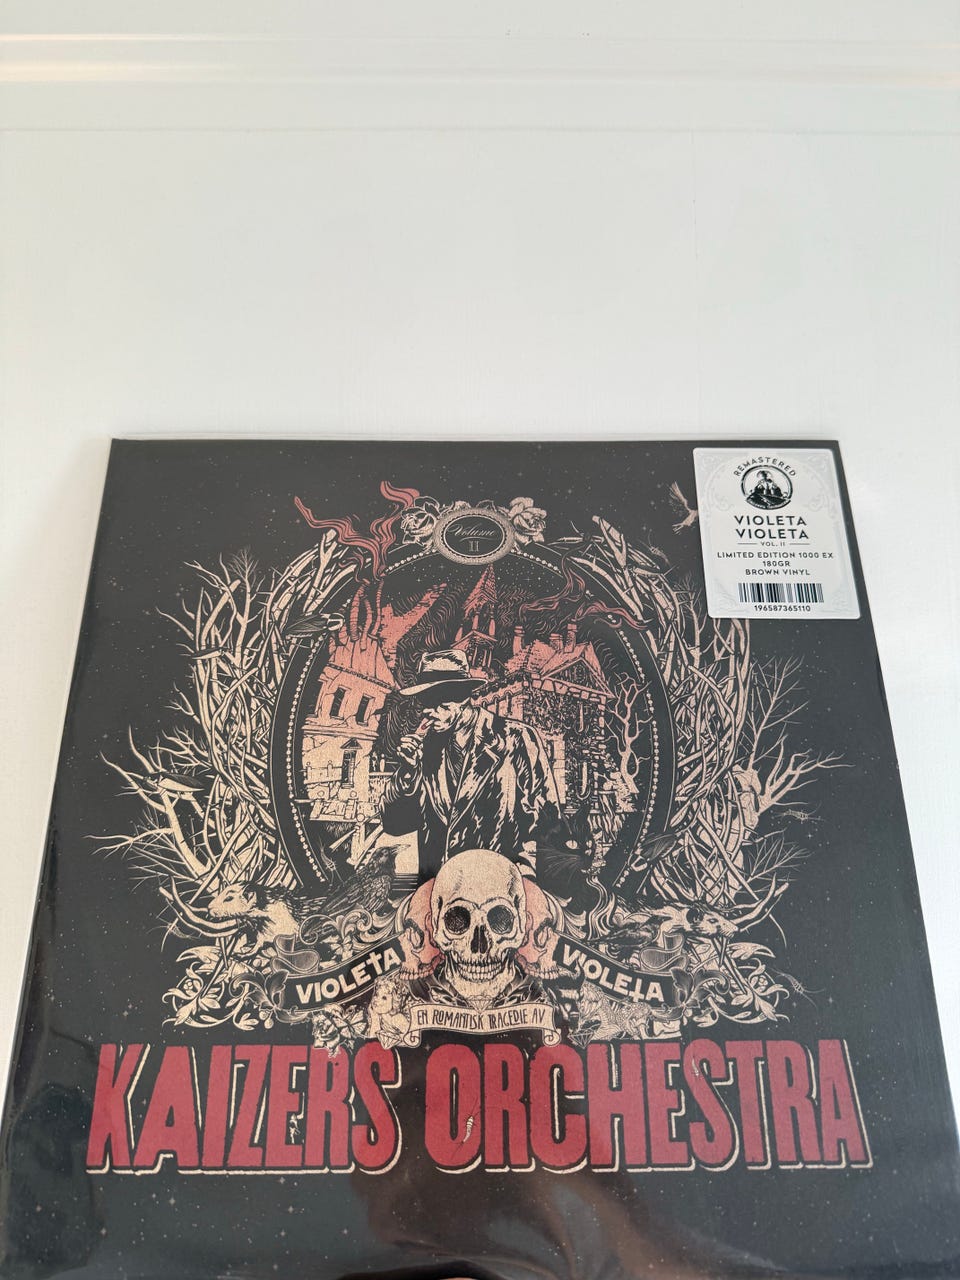 REMASTERED
VIOLETA
VIOLETA
VOL. II
LIMITED EDITION 1000 EX
180GR
BROWN VINYL
196587365110
Volume
II
VIOLETA VIOLETA
EN ROMANTISK TRAGEDIE AV
KAIZERS ORCHESTRA